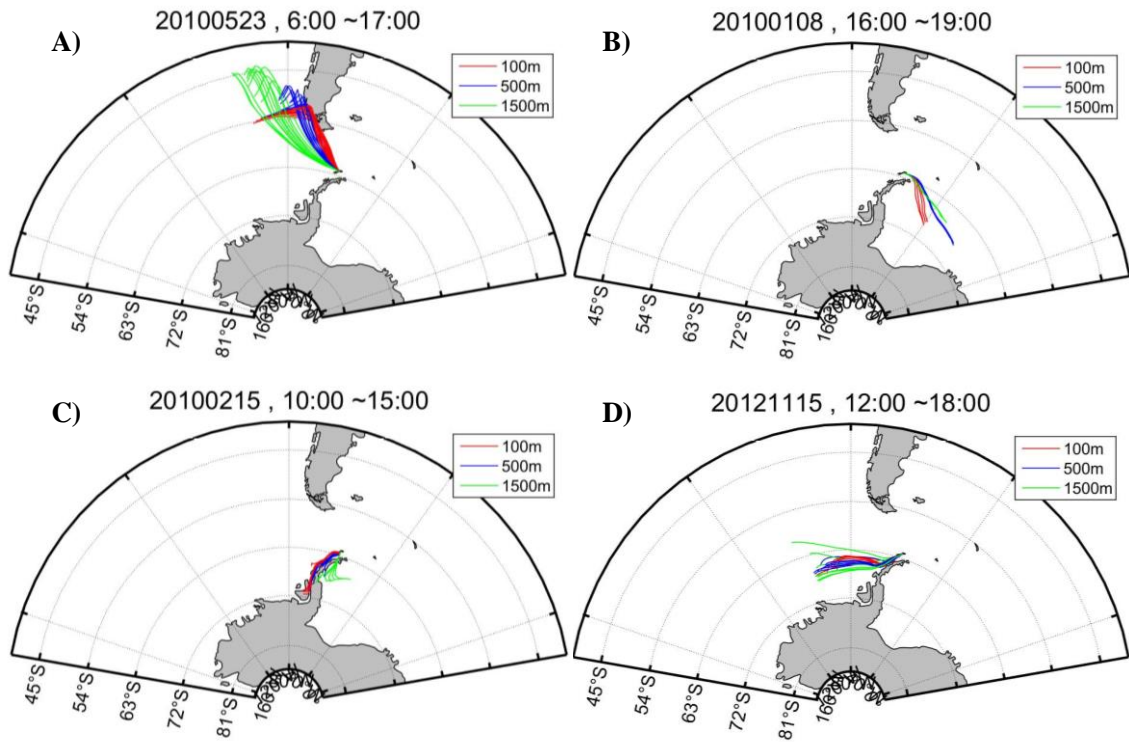 A)
20100523 , 6:00 ~17:00
100m
500m
1500m
45°S
54°S
63°S
72°S
81°S
B)
20100108 , 16:00 ~19:00
100m
500m
1500m
45°S
54°S
63°S
72°S
81°S
C)
20100215 , 10:00 ~15:00
100m
500m
1500m
45°S
54°S
63°S
72°S
81°S
D)
20121115 , 12:00 ~18:00
100m
500m
1500m
45°S
54°S
63°S
72°S
81°S